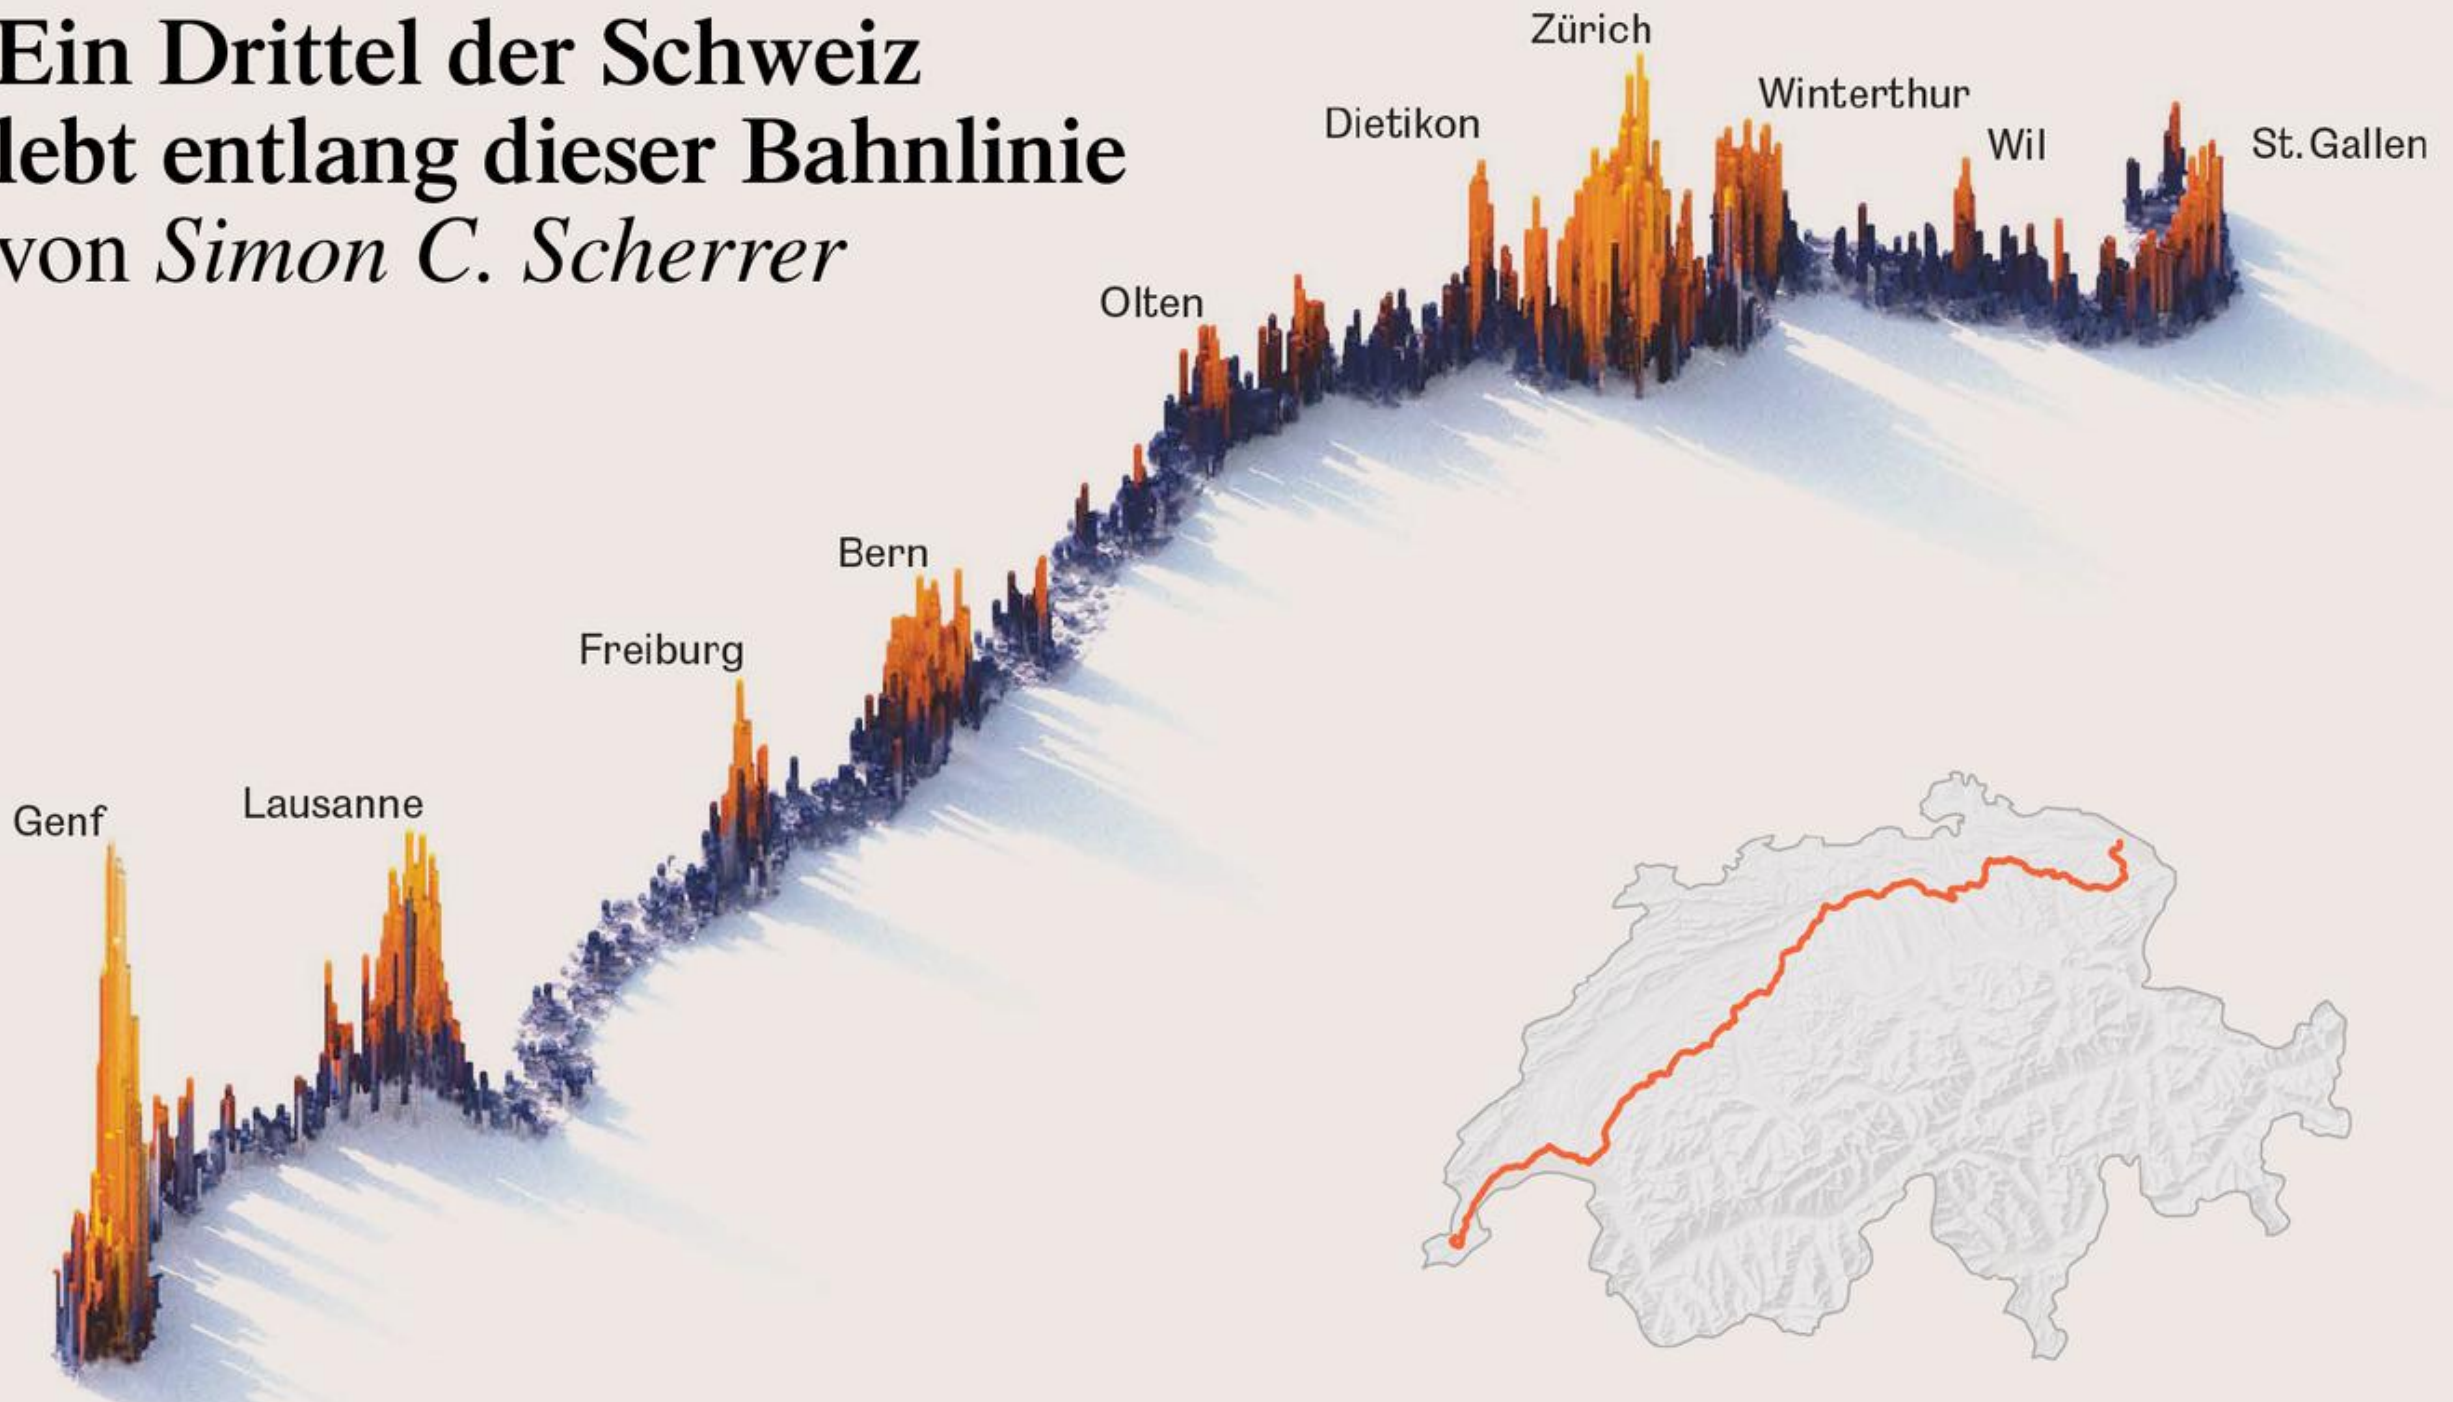 Ein Drittel der Schweiz
lebt entlang dieser Bahnlinie
von Simon C. Scherrer
Zürich
Winterthur
Dietikon
Wil
St. Gallen
Olten
Bern
Freiburg
Lausanne
Genf